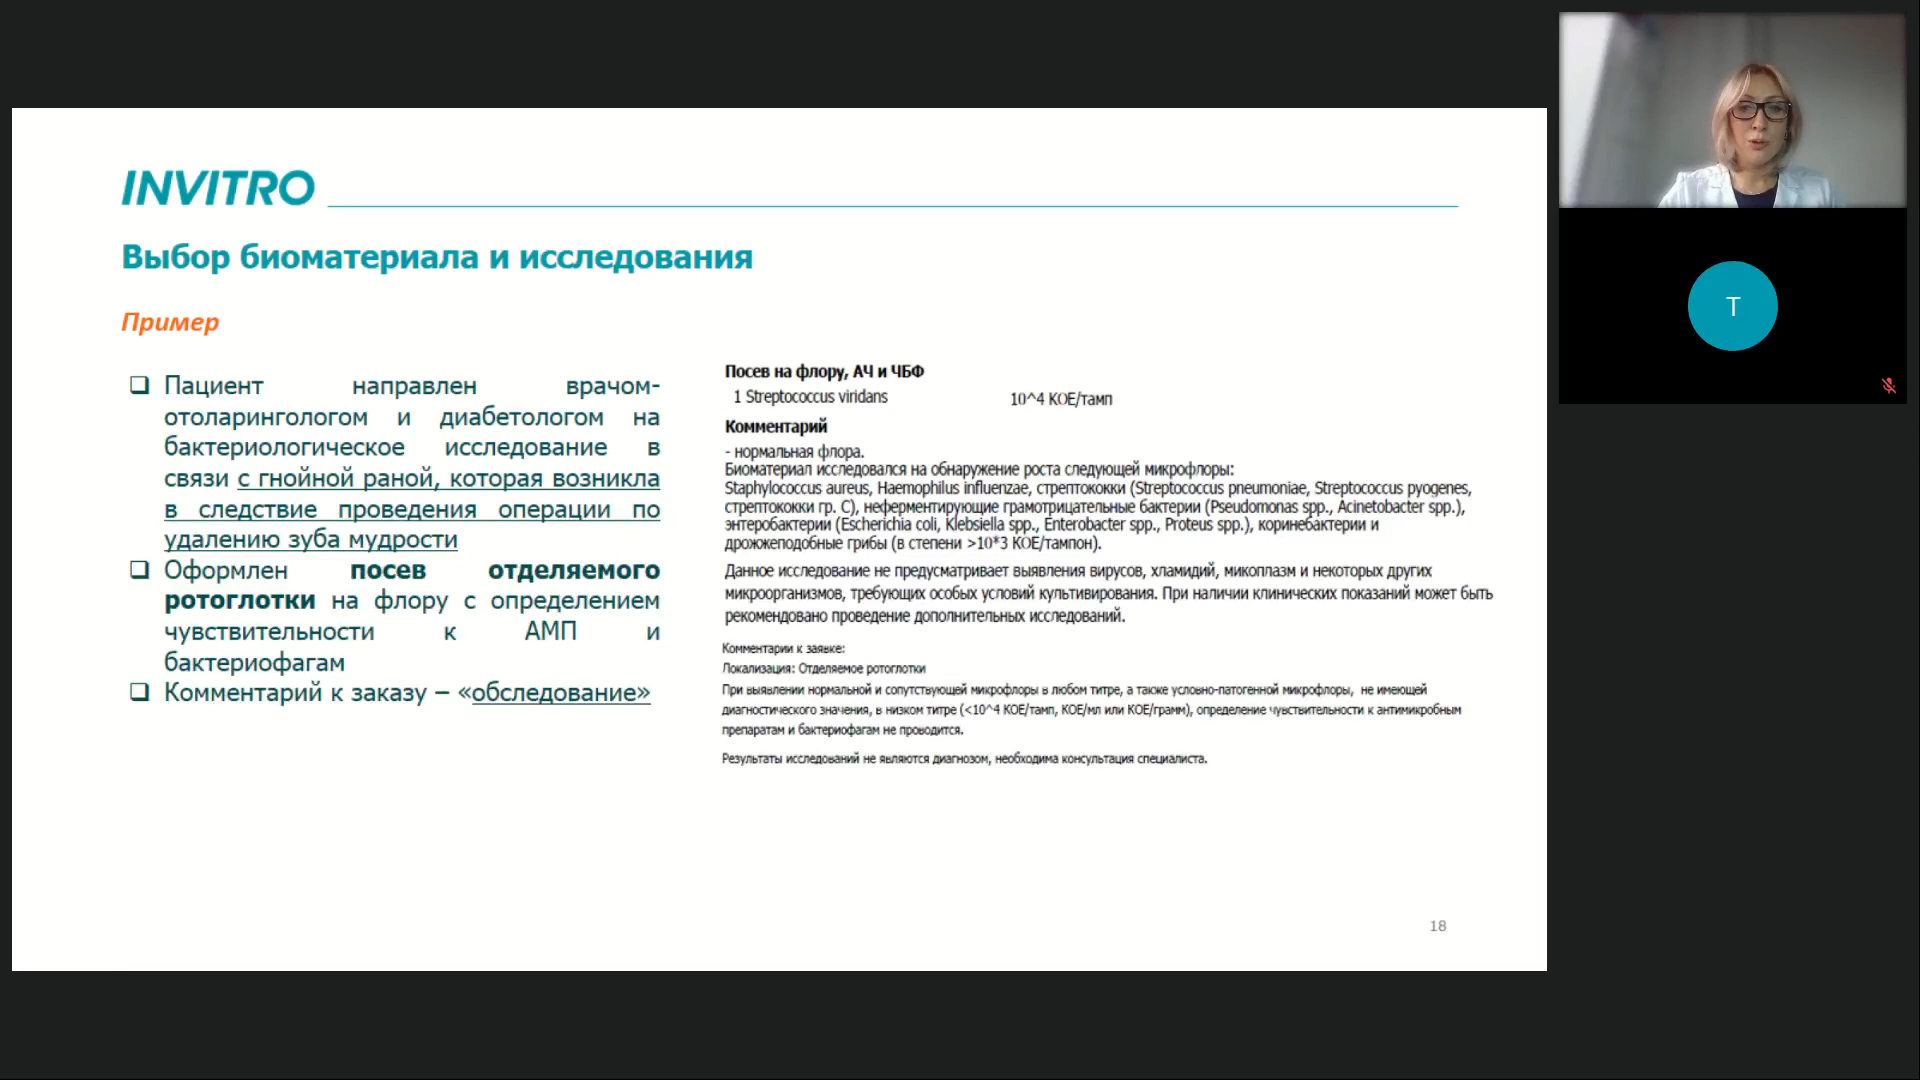 INVITRO
Выбор биоматериала и исследования
Пример
Пациент направлен врачом-
отоларингологом и диабетологом на
бактериологическое исследование в
связи с гнойной раной, которая возникла
в следствие проведения операции по
удалению зуба мудрости
Оформлен посев отделяемого
ротоглотки на флору с определением
чувствительности к АМП и
бактериофагам
Комментарий к заказу – «обследование»
Посев на флору, АЧ и ЧБФ
1 Streptococcus viridans 10^4 КОЕ/тамп
Комментарий
- нормальная флора.
Биоматериал исследовался на обнаружение роста следующей микрофлоры:
Staphylococcus aureus, Haemophilus influenzae, стрептококки (Streptococcus pneumoniae, Streptococcus pyogenes,
стрептококки гр. С), неферментирующие грамотрицательные бактерии (Pseudomonas spp., Acinetobacter spp.),
энтеробактерии (Escherichia coli, Klebsiella spp., Enterobacter spp., Proteus spp.), коринебактерии и
дрожжеподобные грибы (в степени >10*3 КОЕ/тампон).
Данное исследование не предусматривает выявления вирусов, хламидий, микоплазм и некоторых других
микроорганизмов, требующих особых условий культивирования. При наличии клинических показаний может быть
рекомендовано проведение дополнительных исследований.
Комментарии к заявке:
Локализация: Отделяемое ротоглотки
При выявлении нормальной и сопутствующей микрофлоры в любом титре, а также условно-патогенной микрофлоры, не имеющей
диагностического значения, в низком титре (<10^4 КОЕ/тамп, КОЕ/мл или КОЕ/грамм), определение чувствительности к антимикробным
препаратам и бактериофагам не проводится.
Результаты исследований не являются диагнозом, необходима консультация специалиста.
18
T